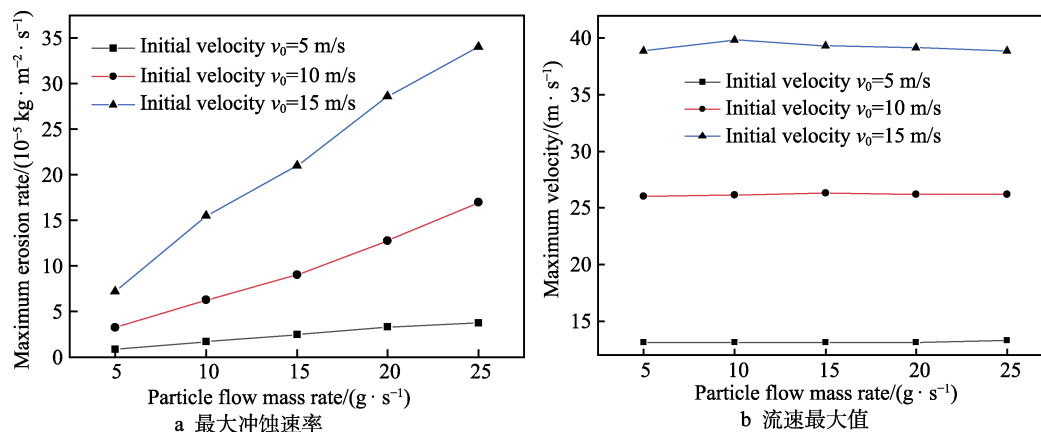 Maximum erosion rate/(10⁻⁵ kg · m⁻² · s⁻¹)
35
30
25
20
15
10
5
0
Initial velocity v₀=5 m/s
Initial velocity v₀=10 m/s
Initial velocity v₀=15 m/s
5 10 15 20 25
Particle flow mass rate/(g · s⁻¹)
a 最大冲蚀速率
Maximum velocity/(m · s⁻¹)
40
35
30
25
20
15
Initial velocity v₀=5 m/s
Initial velocity v₀=10 m/s
Initial velocity v₀=15 m/s
5 10 15 20 25
Particle flow mass rate/(g · s⁻¹)
b 流速最大值